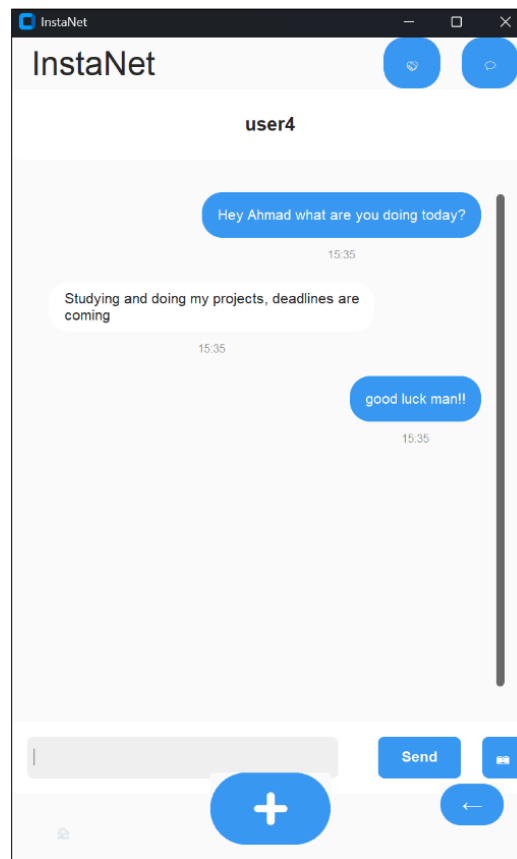 InstaNet
InstaNet
user4
Hey Ahmad what are you doing today?
15:35
Studying and doing my projects, deadlines are
coming
15:35
good luck man!!
15:35
Send